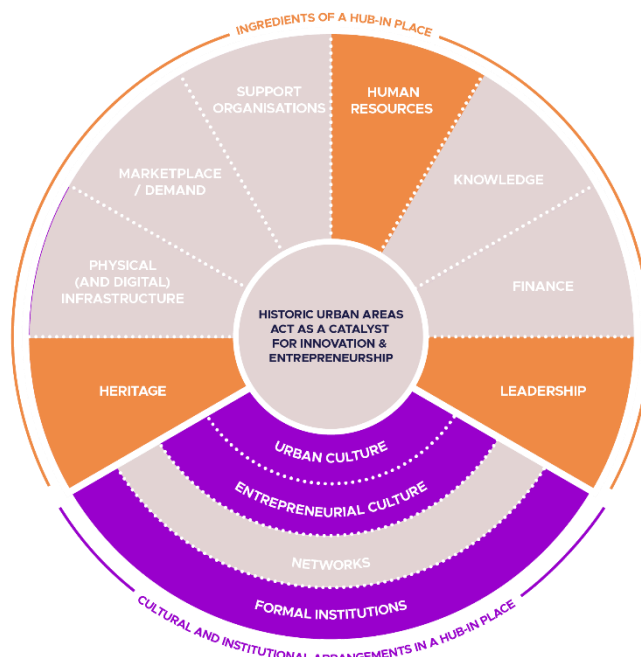 INGREDIENTS OF A HUB-IN PLACE
SUPPORT
ORGANISATIONS
HUMAN
RESOURCES
MARKETPLACE
/ DEMAND
KNOWLEDGE
PHYSICAL
(AND DIGITAL)
INFRASTRUCTURE
FINANCE
HISTORIC URBAN AREAS
ACT AS A CATALYST
FOR INNOVATION &
ENTREPRENEURSHIP
HERITAGE
LEADERSHIP
URBAN CULTURE
ENTREPRENEURIAL CULTURE
NETWORKS
FORMAL INSTITUTIONS
CULTURAL AND INSTITUTIONAL ARRANGEMENTS IN A HUB-IN PLACE